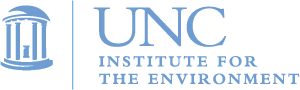 UNC
INSTITUTE FOR
THE ENVIRONMENT